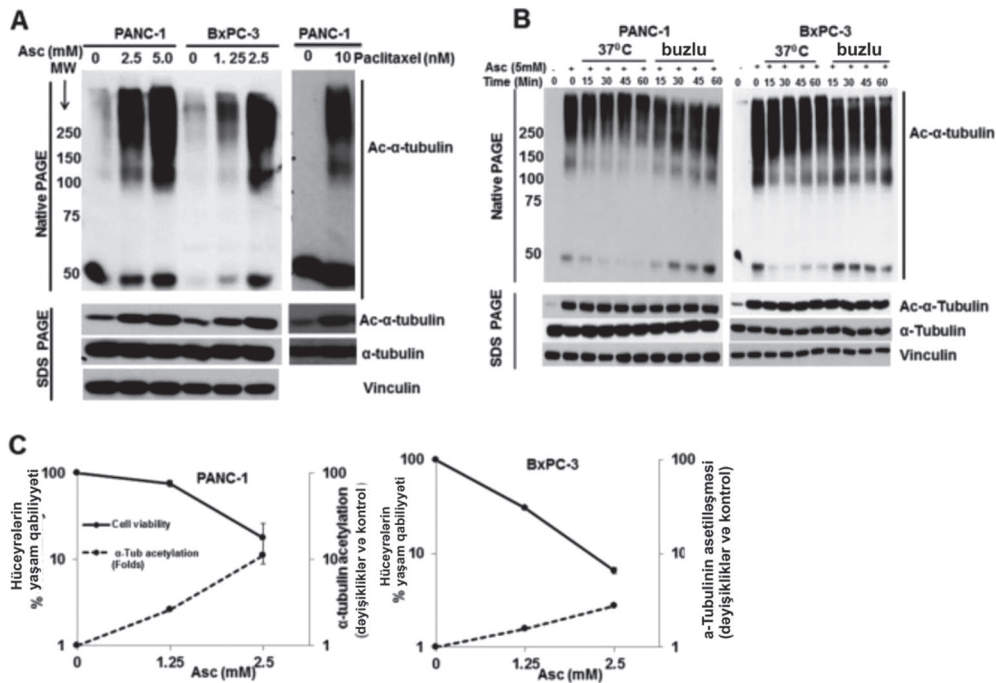 A
PANC-1 BxPC-3 PANC-1
Asc (mM) 0 2.5 5.0 0 1.25 2.5 0 10 Paclitaxel (nM)
MW
250
150
100
75
50
Native PAGE
Ac-α-tubulin
SDS PAGE
Ac-α-tubulin
α-tubulin
Vinculin
B
PANC-1 BxPC-3
37⁰C buzlu 37⁰C buzlu
Asc (5mM) - + + + + + + + + + - + + + + + + + + +
Time (Min) 0 0 15 30 45 60 15 30 45 60 0 0 15 30 45 60 15 30 45 60
250
150
100
75
50
Native PAGE
Ac-α-tubulin
SDS PAGE
Ac-α-Tubulin
α-Tubulin
Vinculin
C
PANC-1
Hüceyrələrin
% yaşam qabiliyyəti
100
10
1
Cell viability
α-Tub acetylation
(Folds)
100
10
1
α-tubulin acetylation
(dəyişikliklər və kontrol)
0 1.25 2.5
Asc (mM)
BxPC-3
Hüceyrələrin
% yaşam qabiliyyəti
100
10
1
100
10
1
a-Tubulinin asetilləşməsi
(dəyişikliklər və kontrol)
0 1.25 2.5
Asc (mM)